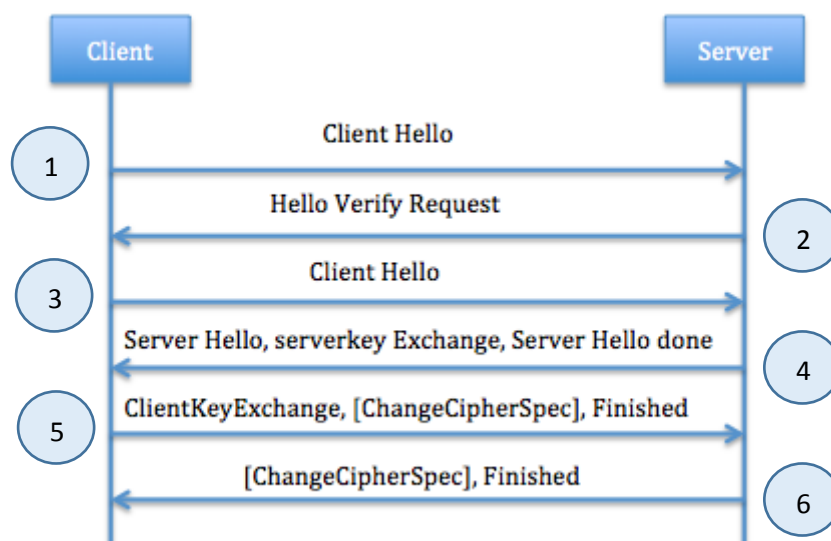 Client
Server
Client Hello
1
Hello Verify Request
2
Client Hello
3
Server Hello, serverkey Exchange, Server Hello done
4
ClientKeyExchange, [ChangeCipherSpec], Finished
5
[ChangeCipherSpec], Finished
6